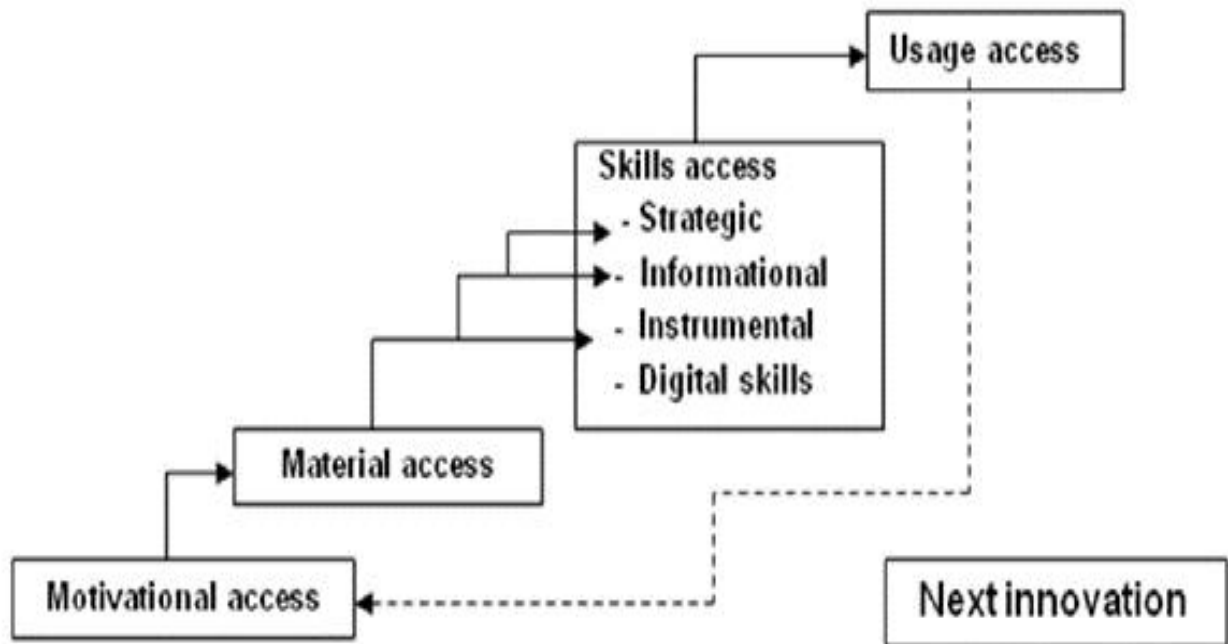 Usage access
Skills access
- Strategic
- Informational
- Instrumental
- Digital skills
Material access
Motivational access
Next innovation